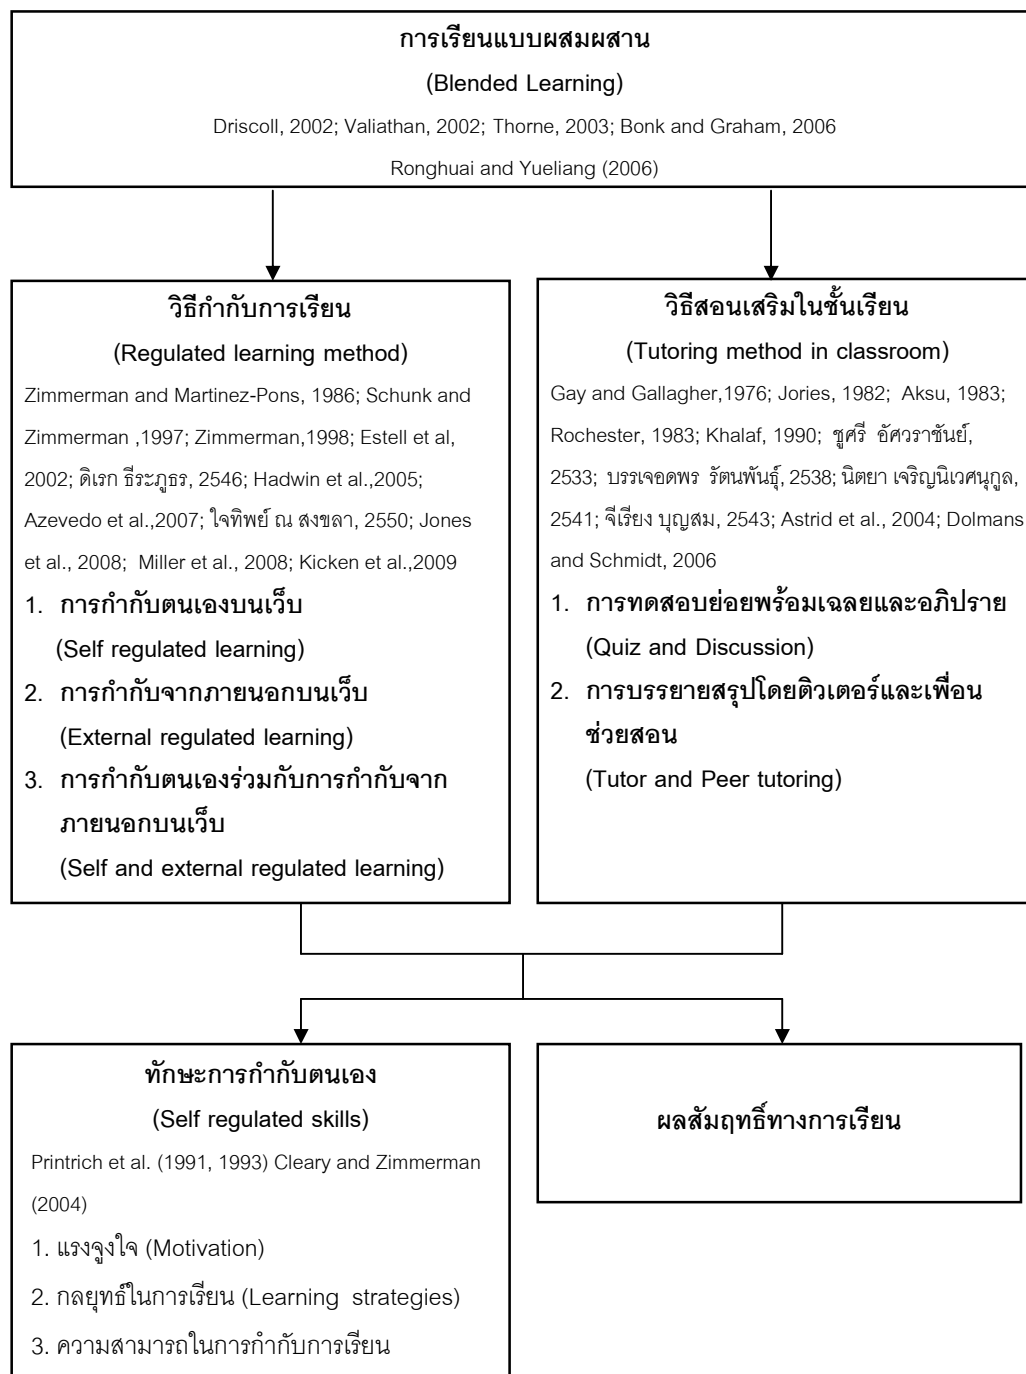 การเรียนแบบผสมผสาน
(Blended Learning)
Driscoll, 2002; Valiathan, 2002; Thorne, 2003; Bonk and Graham, 2006
Ronghuai and Yueliang (2006)
วิธีกำกับการเรียน
(Regulated learning method)
Zimmerman and Martinez-Pons, 1986; Schunk and
Zimmerman ,1997; Zimmerman,1998; Estell et al,
2002; ดิเรก ธีระภูธร, 2546; Hadwin et al.,2005;
Azevedo et al.,2007; ใจทิพย์ ณ สงขลา, 2550; Jones
et al., 2008; Miller et al., 2008; Kicken et al.,2009
1. การกำกับตนเองบนเว็บ
(Self regulated learning)
2. การกำกับจากภายนอกบนเว็บ
(External regulated learning)
3. การกำกับตนเองร่วมกับการกำกับจาก
ภายนอกบนเว็บ
(Self and external regulated learning)
วิธีสอนเสริมในชั้นเรียน
(Tutoring method in classroom)
Gay and Gallagher,1976; Jories, 1982; Aksu, 1983;
Rochester, 1983; Khalaf, 1990; ชูศรี อัศวราชันย์,
2533; บรรเจอดพร รัตนพันธุ์, 2538; นิตยา เจริญนิเวศนุกูล,
2541; จีเรียง บุญสม, 2543; Astrid et al., 2004; Dolmans
and Schmidt, 2006
1. การทดสอบย่อยพร้อมเฉลยและอภิปราย
(Quiz and Discussion)
2. การบรรยายสรุปโดยติวเตอร์และเพื่อน
ช่วยสอน
(Tutor and Peer tutoring)
ทักษะการกำกับตนเอง
(Self regulated skills)
Printrich et al. (1991, 1993) Cleary and Zimmerman
(2004)
1. แรงจูงใจ (Motivation)
2. กลยุทธ์ในการเรียน (Learning strategies)
3. ความสามารถในการกำกับการเรียน
ผลสัมฤทธิ์ทางการเรียน